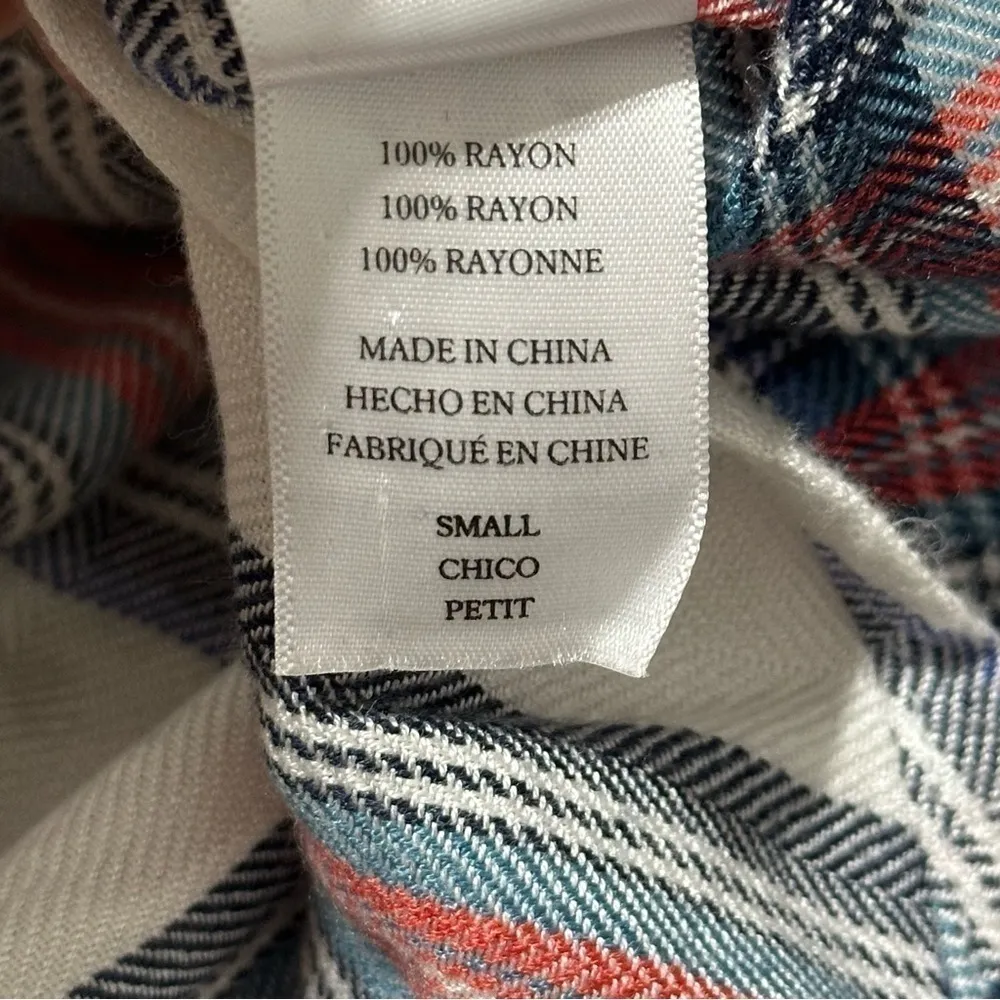 100% RAYON
100% RAYON
100% RAYONNE
MADE IN CHINA
HECHO EN CHINA
FABRIQUÉ EN CHINE
SMALL
CHICO
PETIT